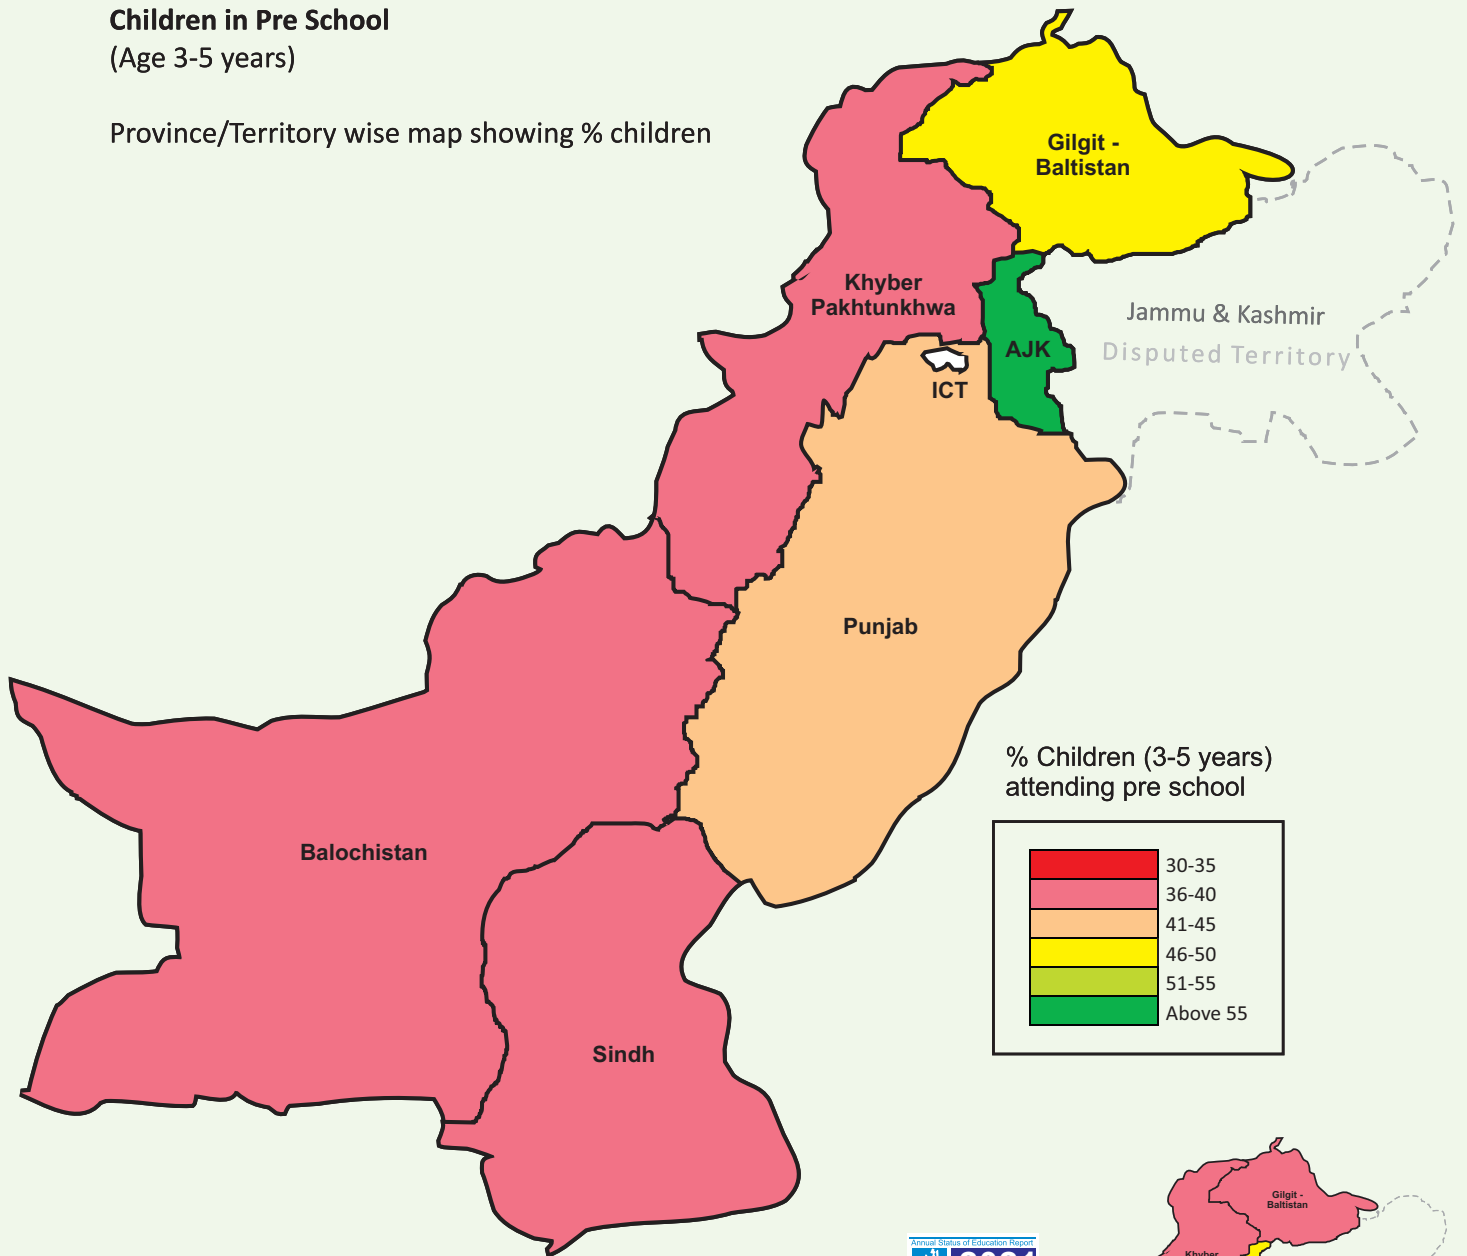 Children in Pre School
(Age 3-5 years)
Province/Territory wise map showing % children
Gilgit -
Baltistan
Khyber
Pakhtunkhwa
Jammu & Kashmir
Disputed Territory
AJK
ICT
Punjab
% Children (3-5 years)
attending pre school
Balochistan
30-35
36-40
41-45
46-50
51-55
Above 55
Sindh
Gilgit -
Baltistan
Khyber
Annual Status of Education Report